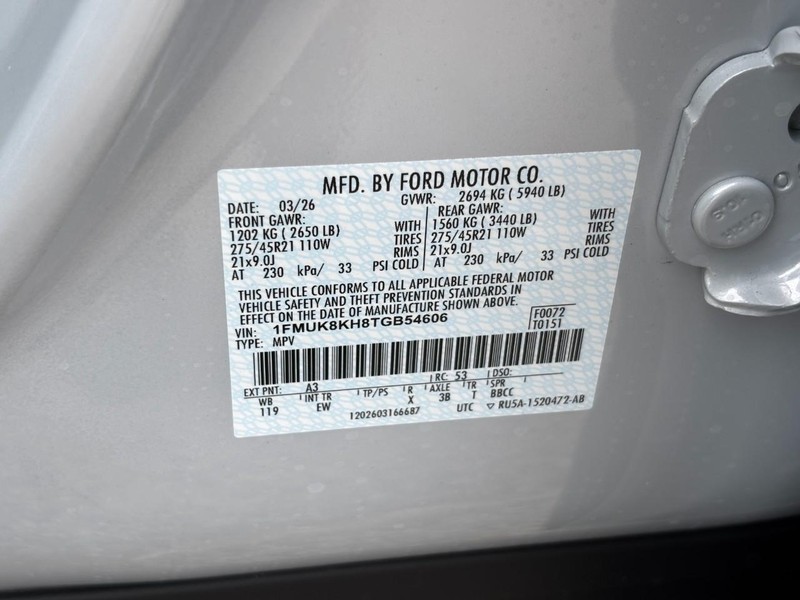 MFD. BY FORD MOTOR CO.
DATE: 03/26 GVWR: 2694 KG ( 5940 LB)
FRONT GAWR: REAR GAWR:
1202 KG ( 2650 LB) WITH 1560 KG ( 3440 LB) WITH
275/45R21 110W TIRES 275/45R21 110W TIRES
21x9.0J RIMS 21x9.0J RIMS
AT 230 kPa/ 33 PSI COLD AT 230 kPa/ 33 PSI COLD
THIS VEHICLE CONFORMS TO ALL APPLICABLE FEDERAL MOTOR
VEHICLE SAFETY AND THEFT PREVENTION STANDARDS IN
EFFECT ON THE DATE OF MANUFACTURE SHOWN ABOVE.
VIN: 1FMUK8KH8TGB54606 F0072
TYPE: MPV T0151
EXT PNT: A3 RC: 53 DSO:
WB INT TR TP/PS R AXLE TR SPR
119 EW X 3B T BBCC
1202603166687 UTC ▽ RU5A-1520472-AB